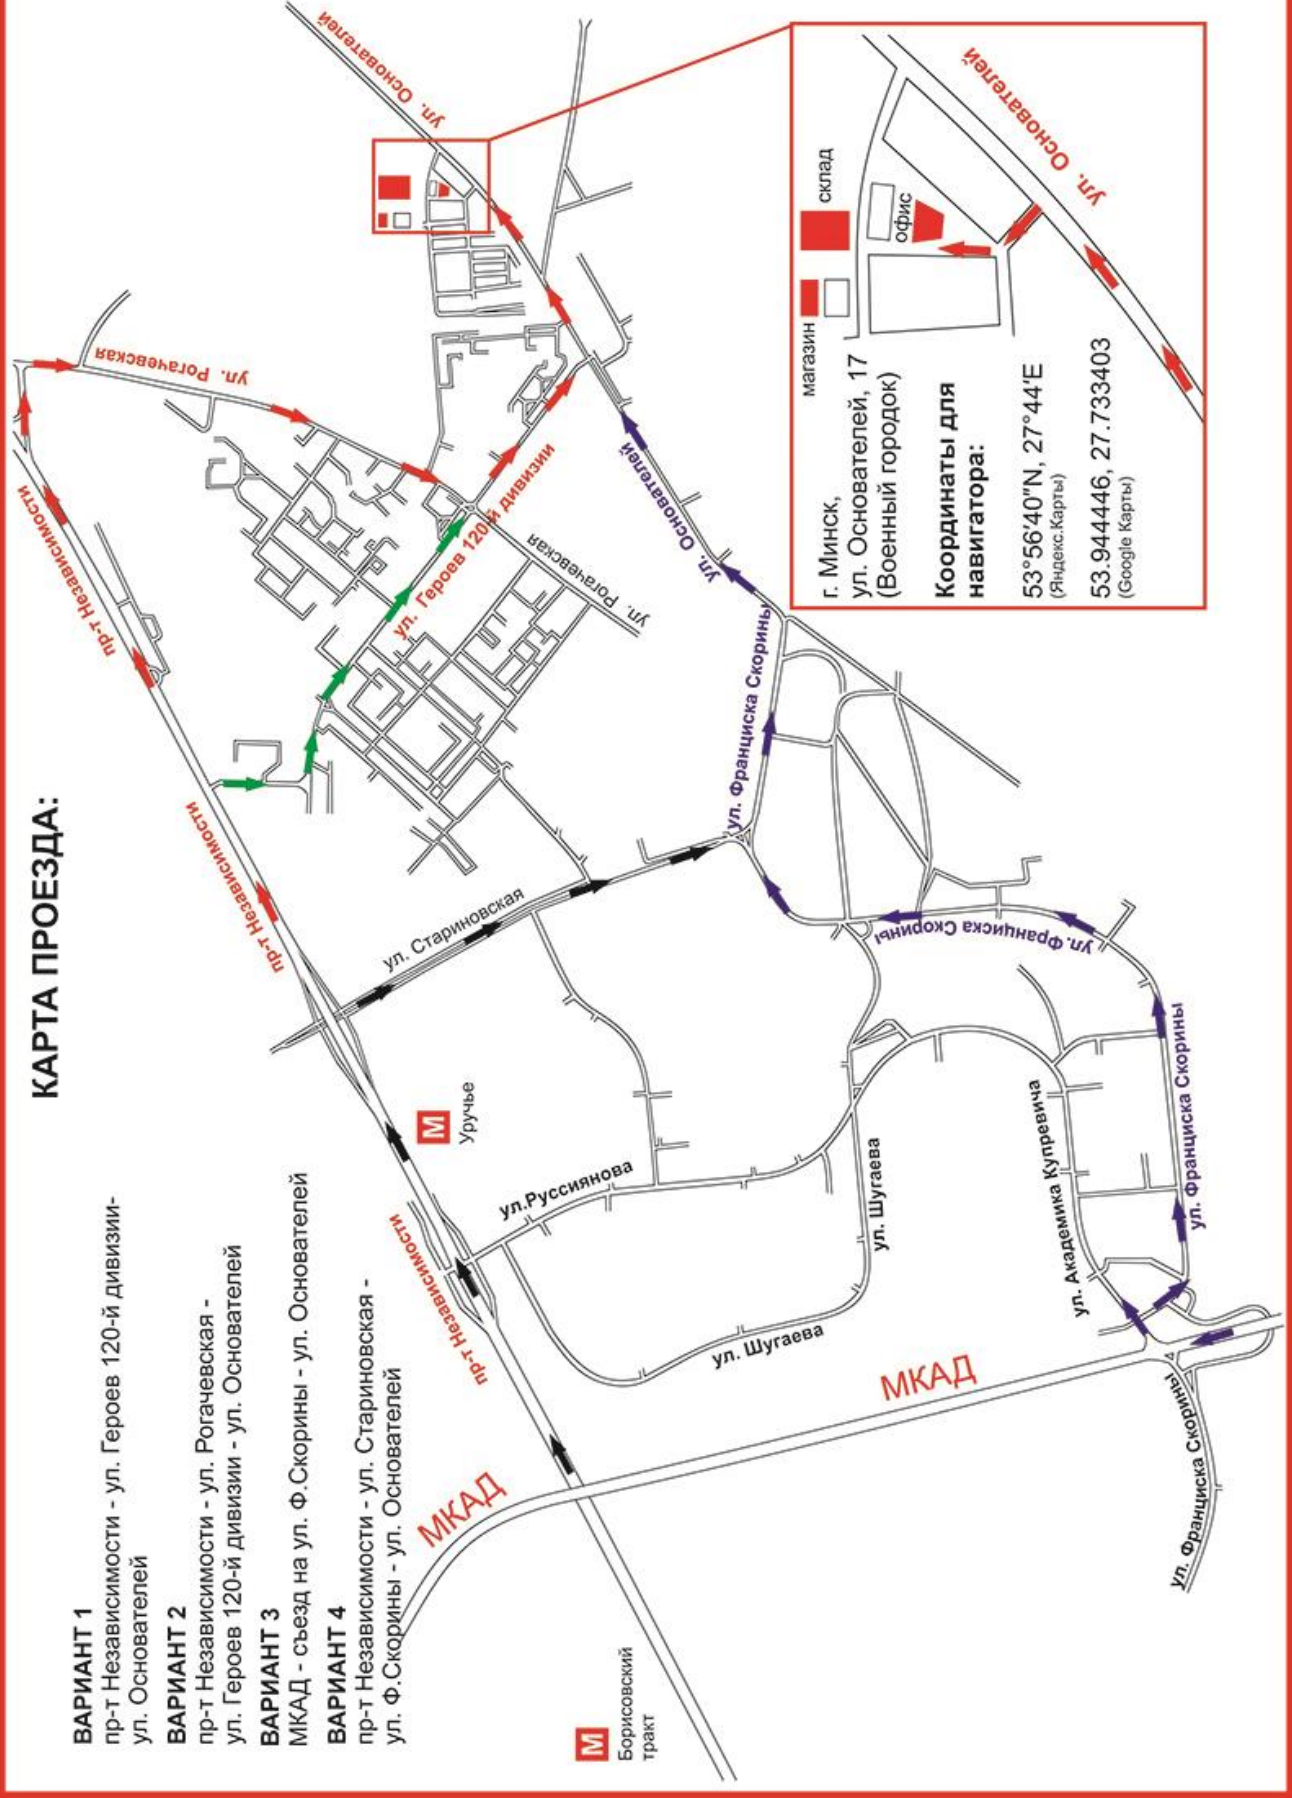 КАРТА ПРОЕЗДА:
ВАРИАНТ 1
пр-т Независимости - ул. Героев 120-й дивизии-
ул. Основателей
ВАРИАНТ 2
пр-т Независимости - ул. Рогачевская -
ул. Героев 120-й дивизии - ул. Основателей
ВАРИАНТ 3
МКАД - съезд на ул. Ф.Скорины - ул. Основателей
ВАРИАНТ 4
пр-т Независимости - ул. Стариновская -
ул. Ф.Скорины - ул. Основателей
М
Борисовский
тракт
МКАД
МКАД
пр-т Независимости
М
Уручье
ул.Руссиянова
ул. Шугаева
ул. Шугаева
ул. Академика Купревича
ул. Франциска Скорины
ул. Франциска Скорины
ул. Франциска Скорины
ул. Франциска Скорины
ул. Стариновская
пр-т Независимости
пр-т Независимости
ул. Рогачевская
ул. Героев 120-й дивизии
ул. Рогачевская
ул. Основателей
ул. Основателей
г. Минск,
ул. Основателей, 17
(Военный городок)
Координаты для
навигатора:
53°56'40"N, 27°44'E
(Яндекс.Карты)
53.944446, 27.733403
(Google Карты)
магазин
склад
офис
ул. Основателей